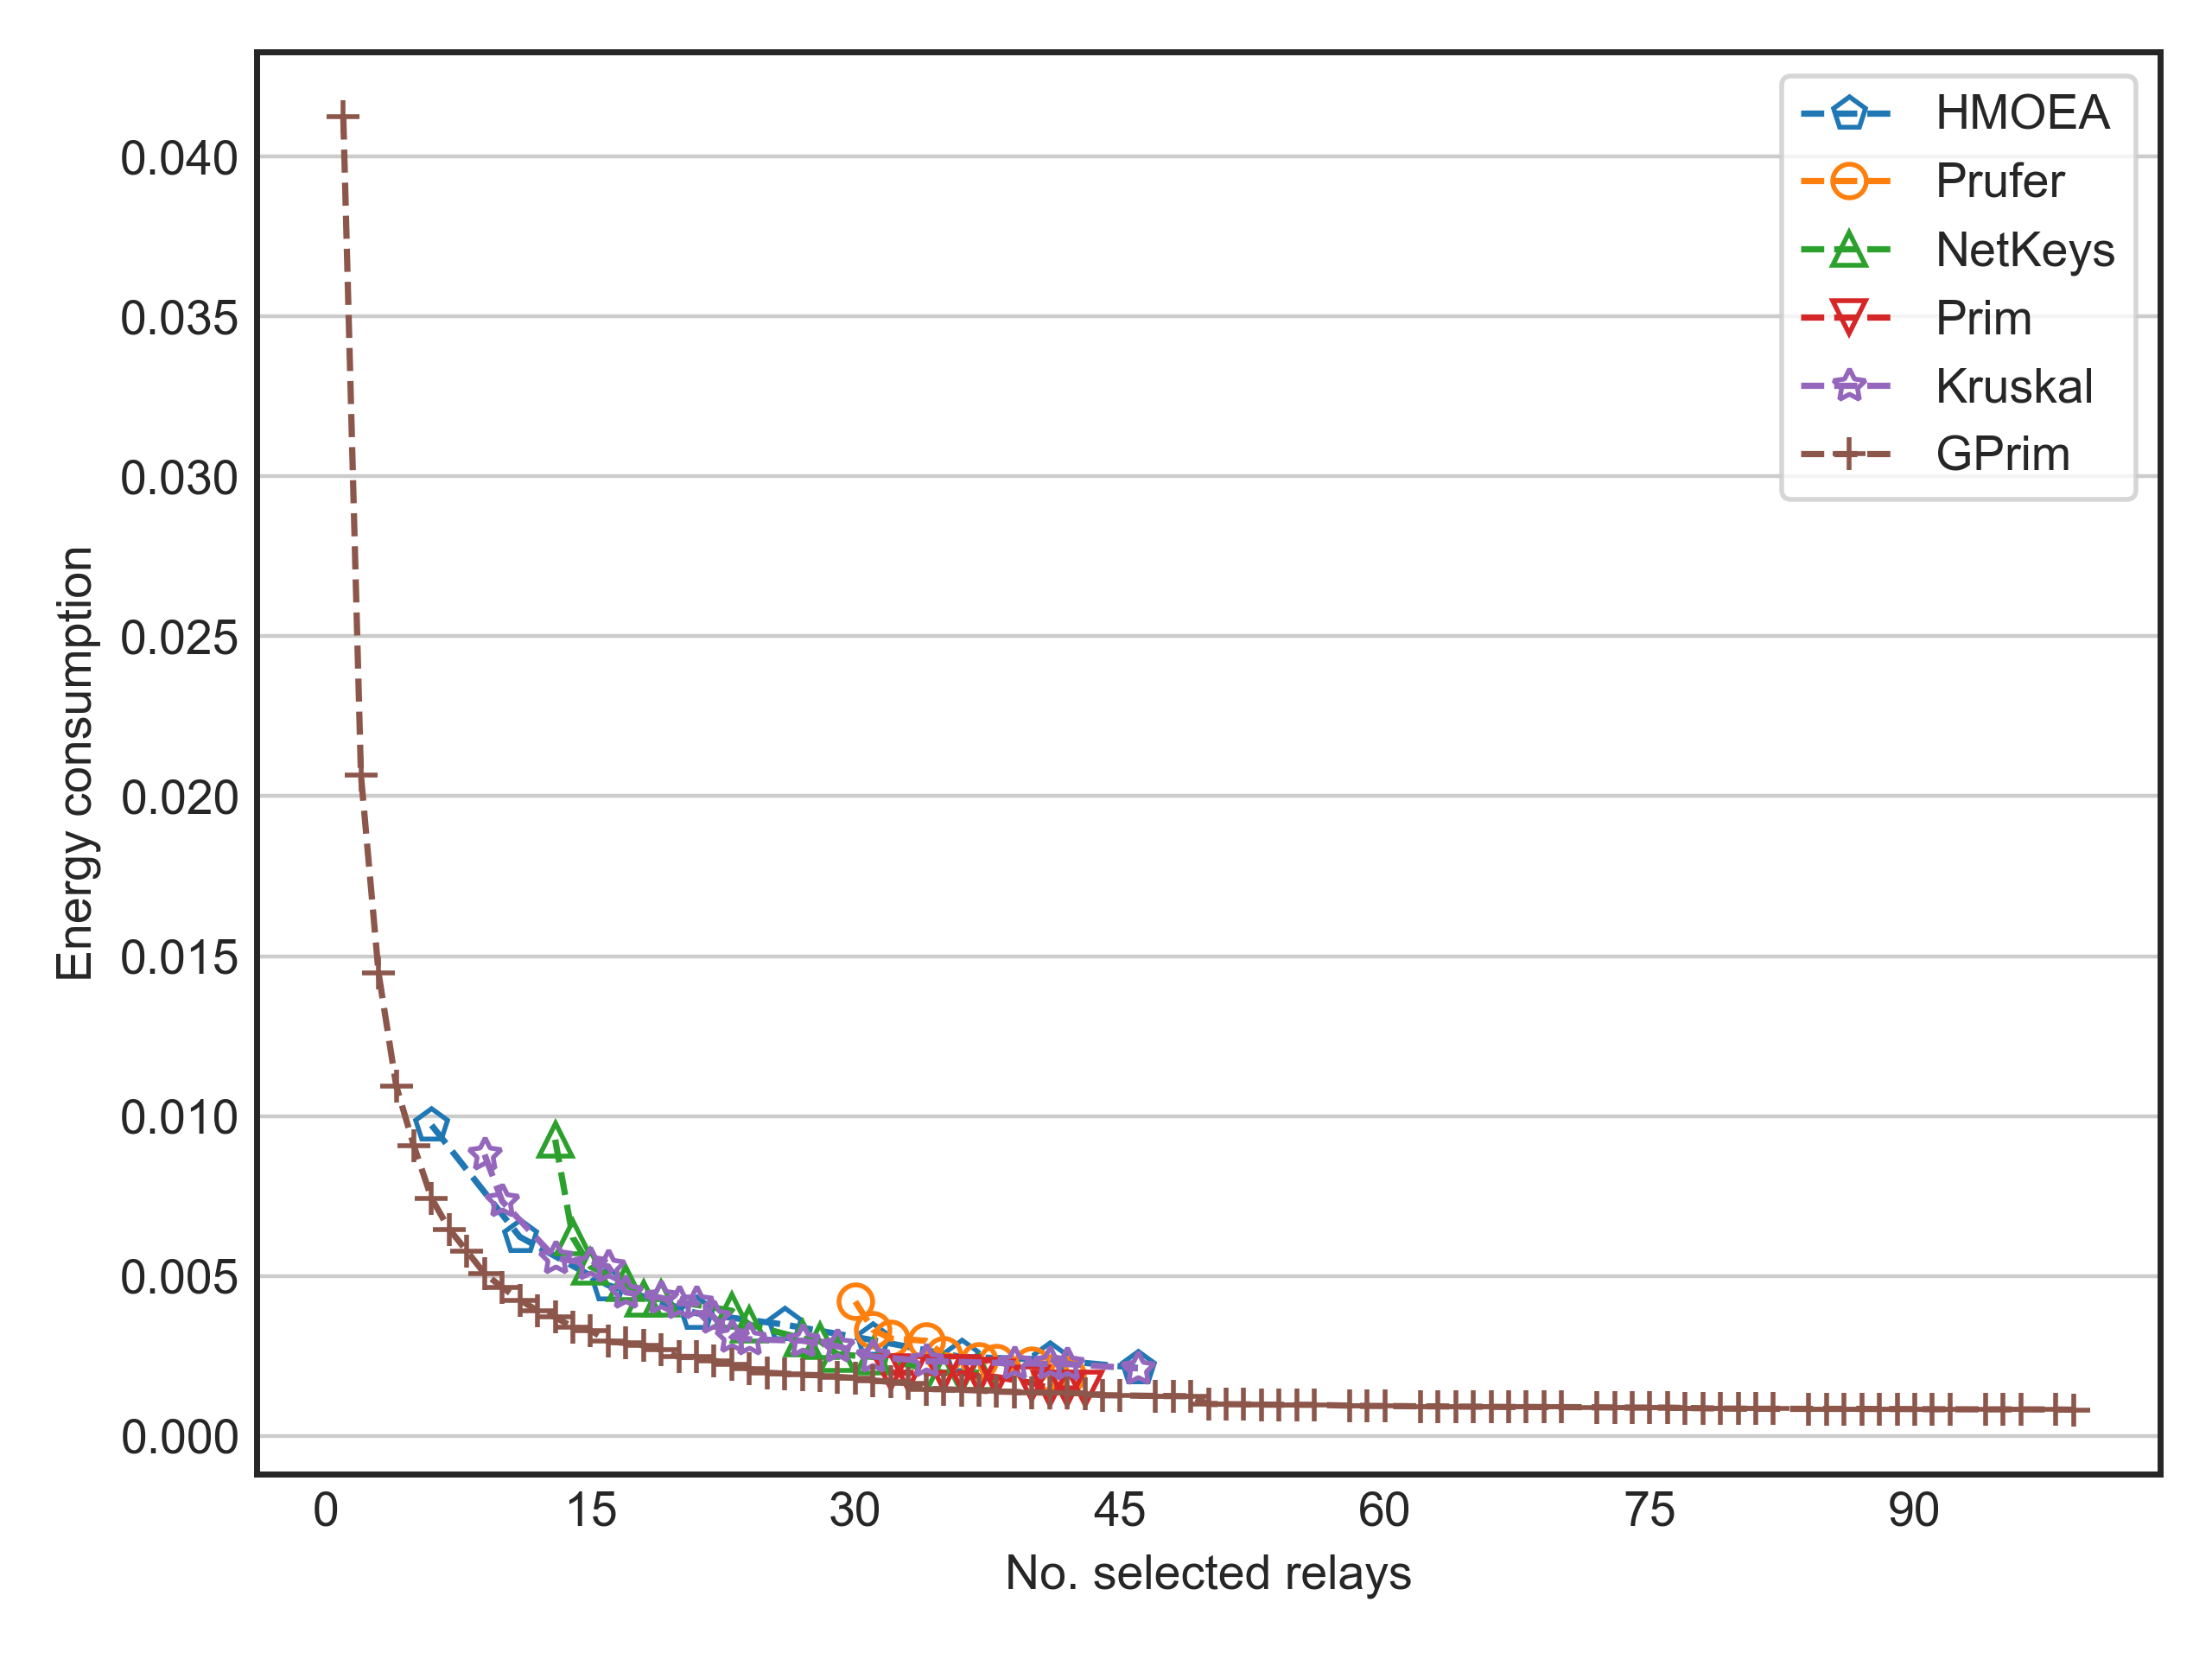 HMOEA
Prufer
NetKeys
Prim
Kruskal
GPrim
Energy consumption
0.040
0.035
0.030
0.025
0.020
0.015
0.010
0.005
0.000
0 15 30 45 60 75 90
No. selected relays